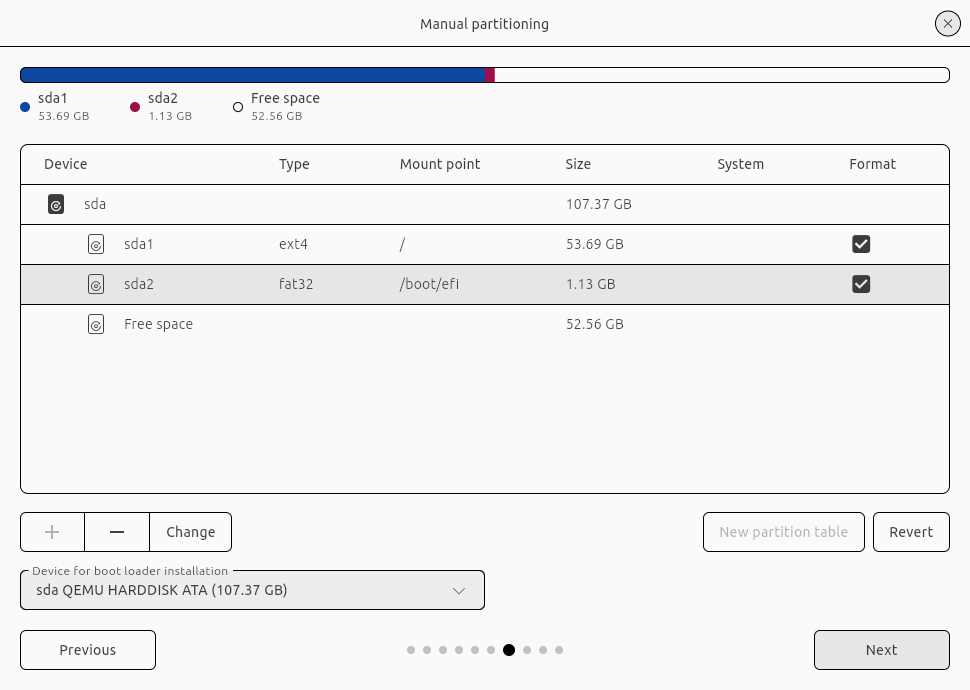 Manual partitioning
sda1 sda2 Free space
53.69 GB 1.13 GB 52.56 GB
Device Type Mount point Size System Format
sda 107.37 GB
sda1 ext4 / 53.69 GB
sda2 fat32 /boot/efi 1.13 GB
Free space 52.56 GB
Change New partition table Revert
Device for boot loader installation
sda QEMU HARDDISK ATA (107.37 GB)
Previous Next